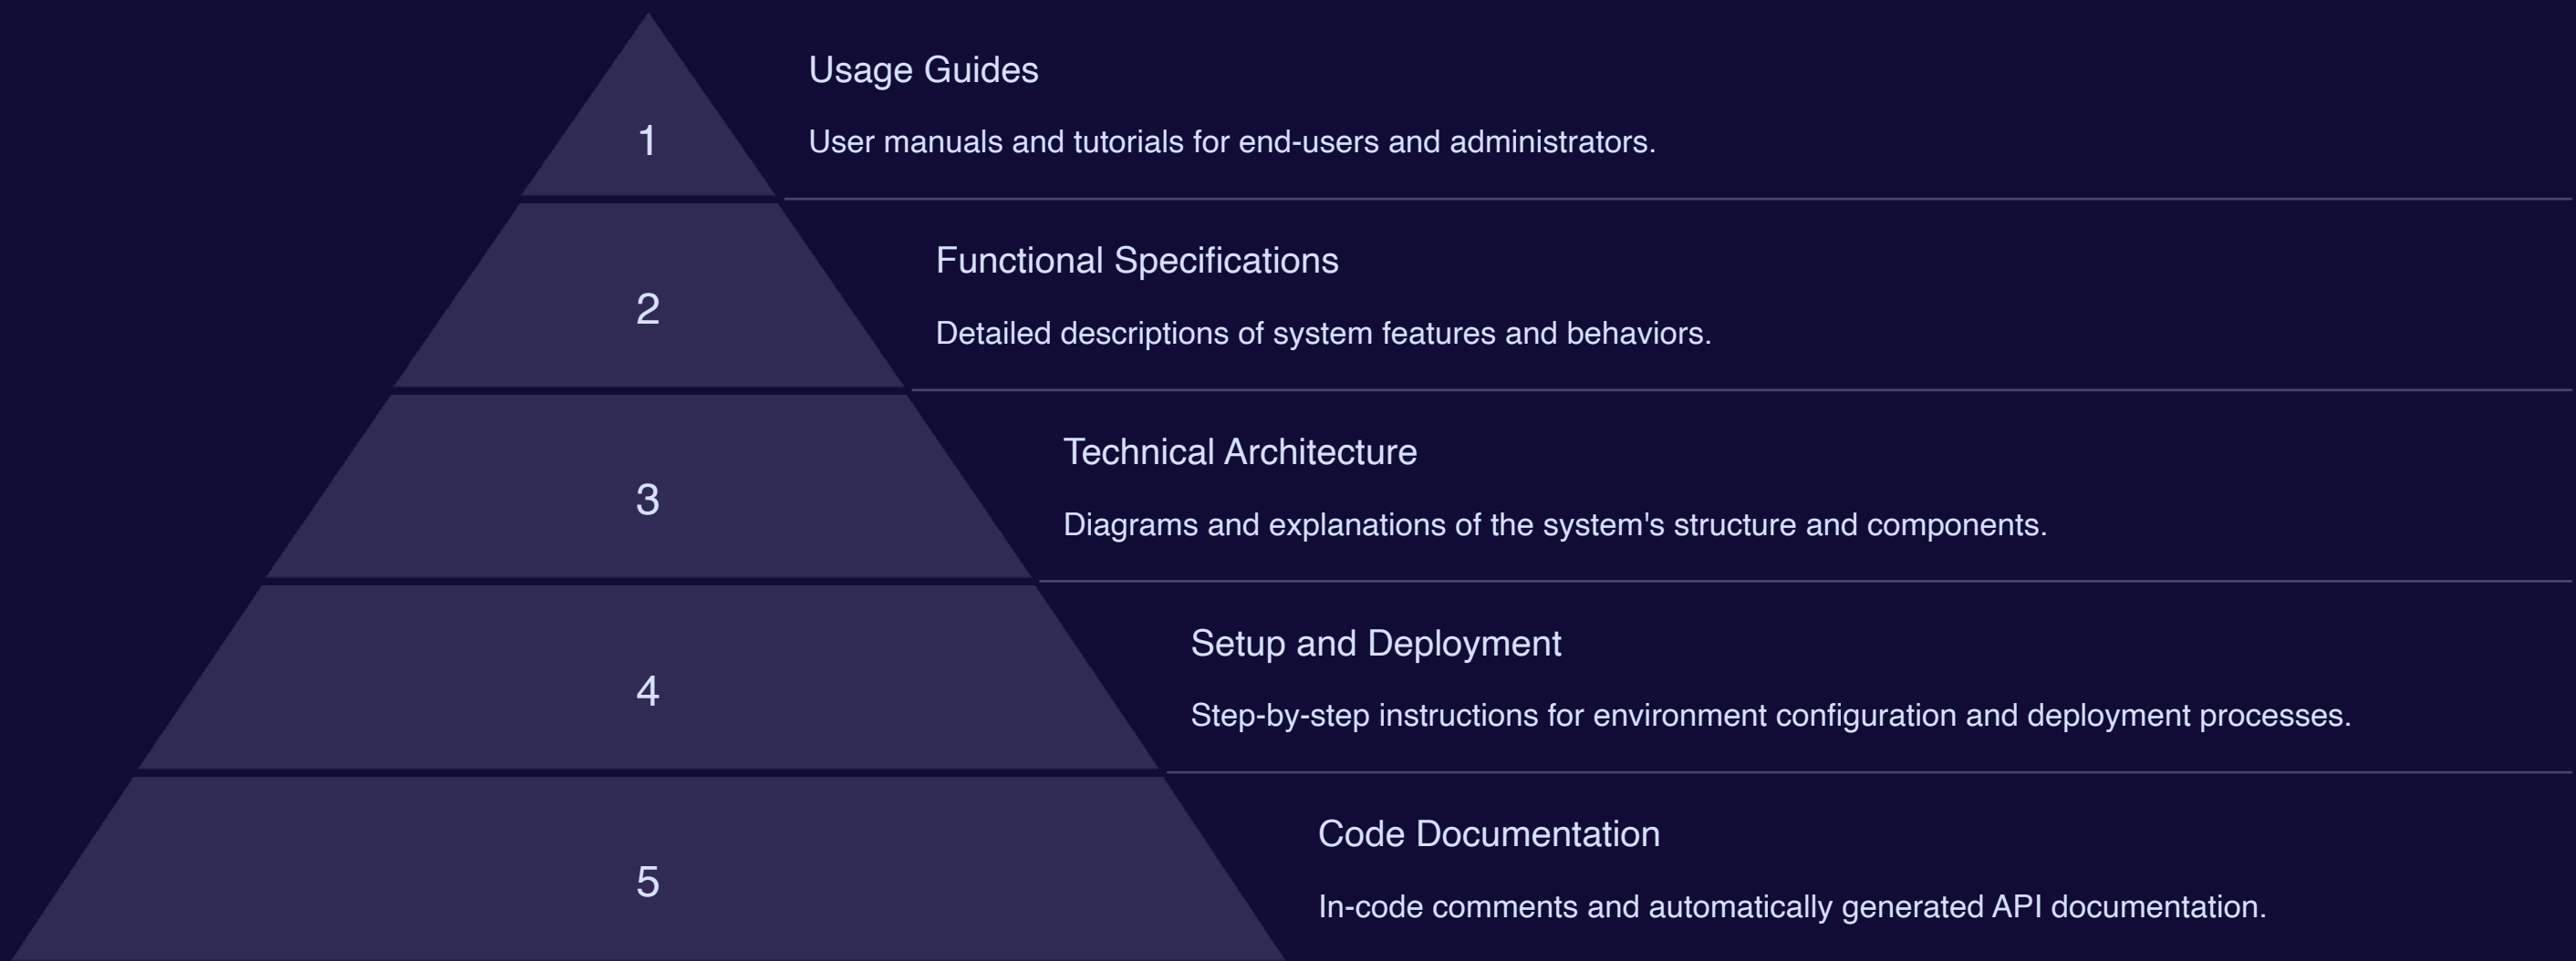 1
Usage Guides
User manuals and tutorials for end-users and administrators.
2
Functional Specifications
Detailed descriptions of system features and behaviors.
3
Technical Architecture
Diagrams and explanations of the system's structure and components.
4
Setup and Deployment
Step-by-step instructions for environment configuration and deployment processes.
5
Code Documentation
In-code comments and automatically generated API documentation.